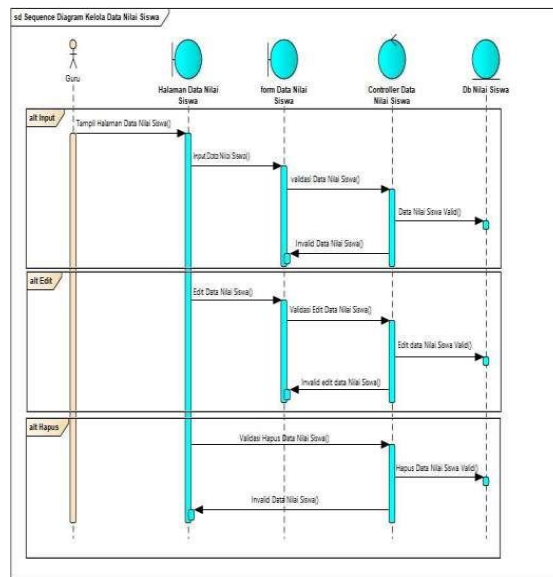 sd Sequence Diagram Kelola Data Nilai Siswa
Guru
Halaman Data Nilai
Siswa
form Data Nilai
Siswa
Controller Data
Nilai Siswa
Db Nilai Siswa
alt Input
Tampil Halaman Data Nilai Siswa()
Input Data Nilai Siswa()
validasi Data Nilai Siswa()
Data Nilai Siswa Valid()
Invalid Data Nilai Siswa()
alt Edit
Edit Data Nilai Siswa()
Validasi Edit Data Nilai Siswa()
Edit data Nilai Siswa Valid()
Invalid edit data Nilai Siswa()
alt Hapus
Validasi Hapus Data Nilai Siswa()
Hapus Data Nilai Siswa Valid()
Invalid Data Nilai Siswa()